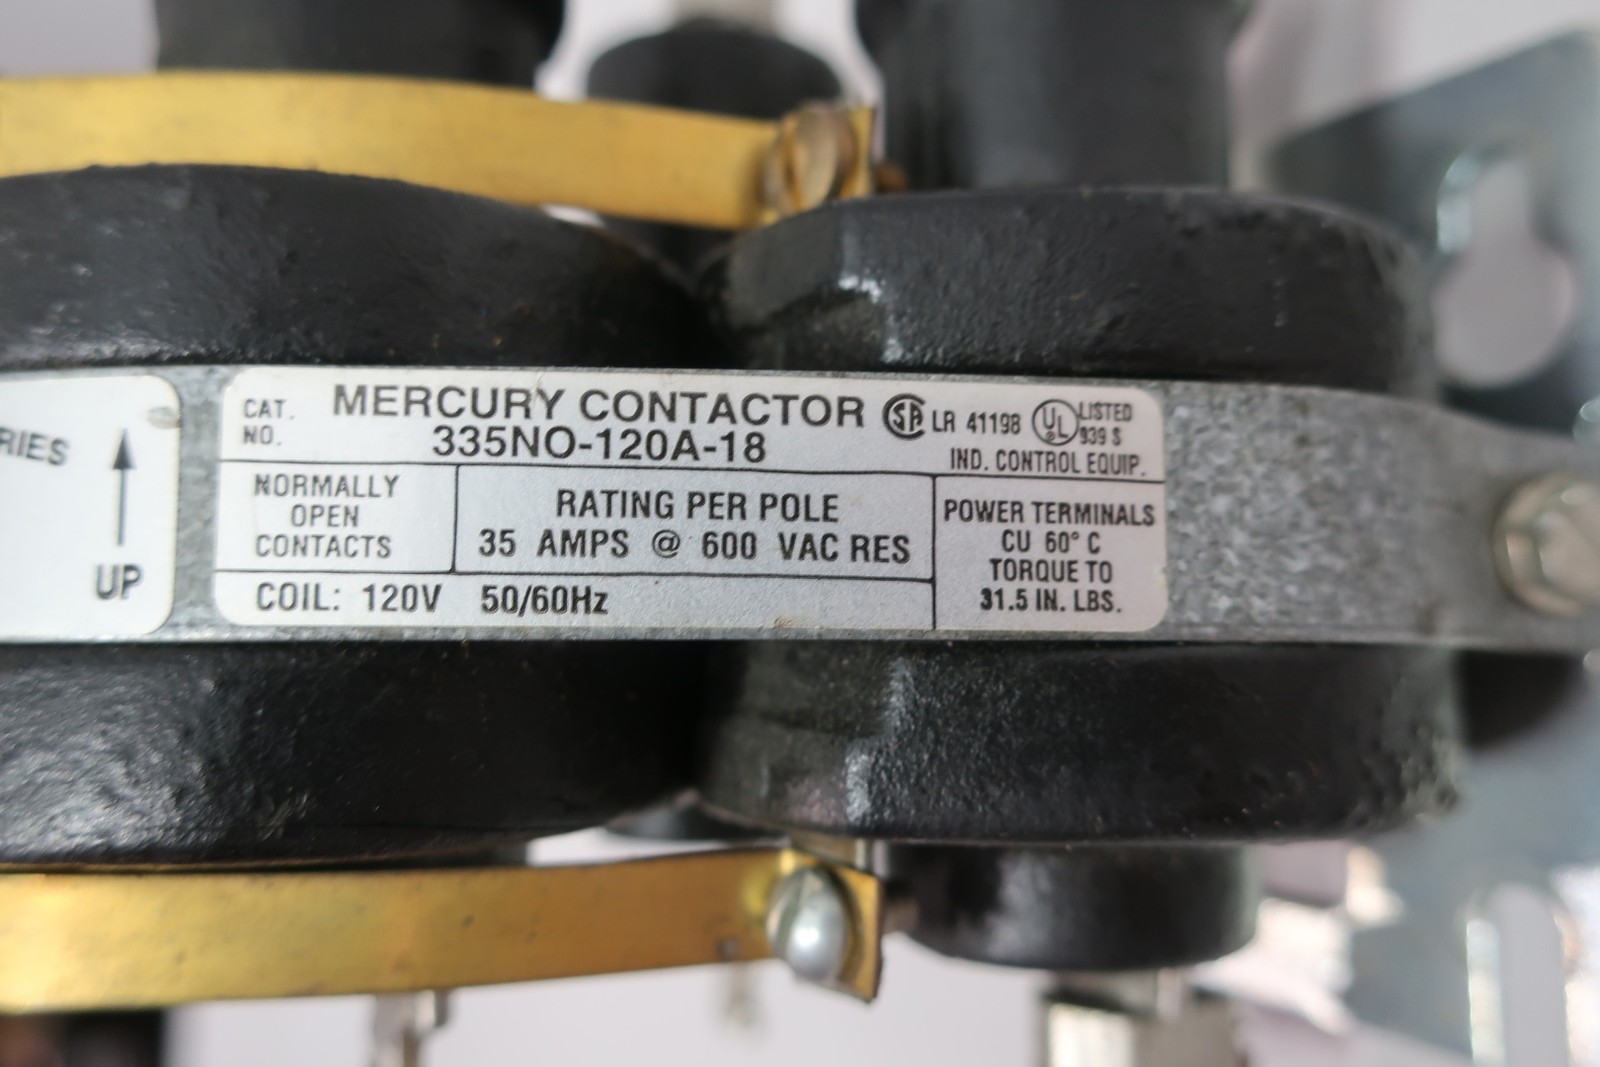 RIES
UP
CAT. NO.
MERCURY CONTACTOR
335NO-120A-18
SA LR 41198 UL LISTED 939 S
IND. CONTROL EQUIP.
NORMALLY
OPEN
CONTACTS
RATING PER POLE
35 AMPS @ 600 VAC RES
POWER TERMINALS
CU 60° C
TORQUE TO
31.5 IN. LBS.
COIL: 120V 50/60Hz